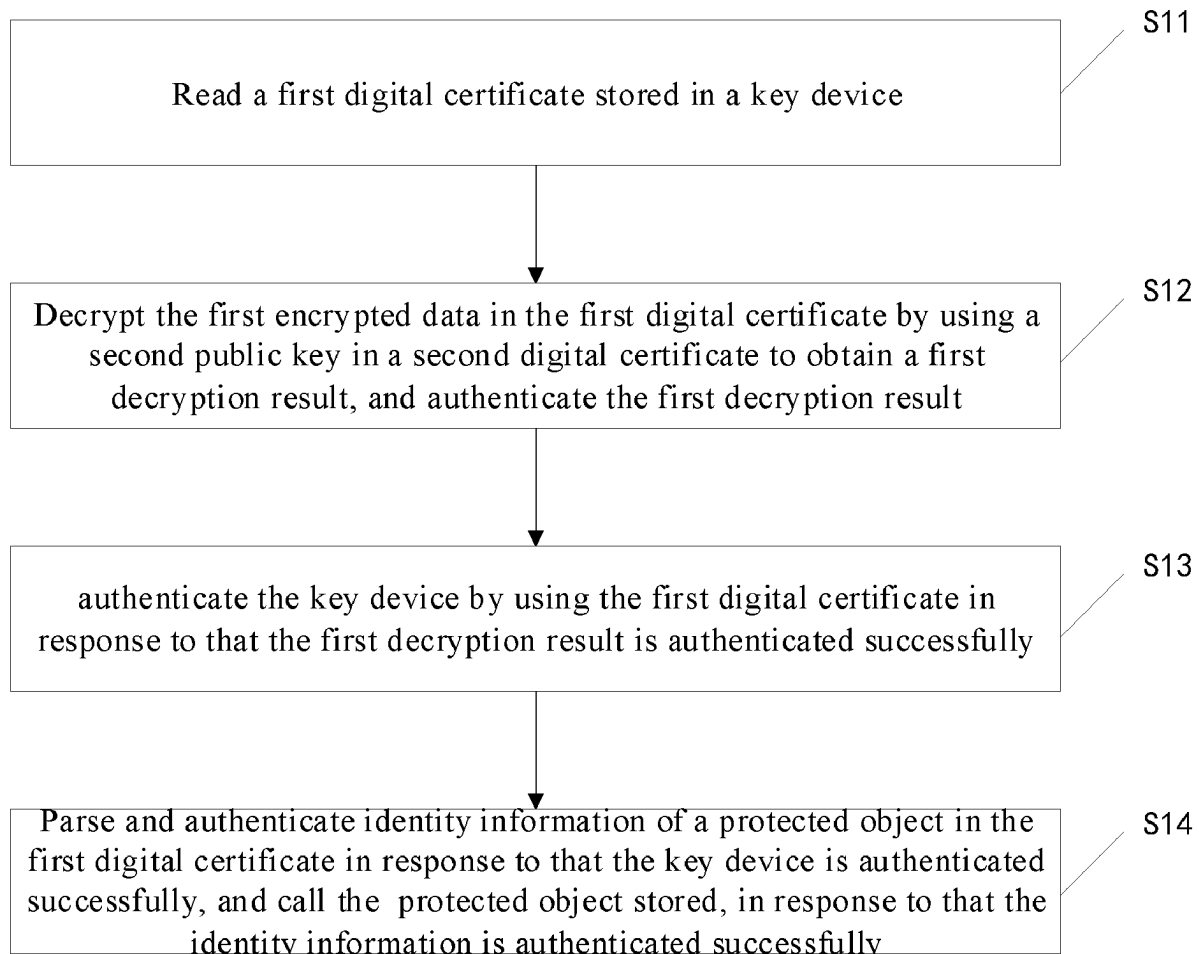 S11
Read a first digital certificate stored in a key device
S12
Decrypt the first encrypted data in the first digital certificate by using a
second public key in a second digital certificate to obtain a first
decryption result, and authenticate the first decryption result
S13
authenticate the key device by using the first digital certificate in
response to that the first decryption result is authenticated successfully
S14
Parse and authenticate identity information of a protected object in the
first digital certificate in response to that the key device is authenticated
successfully, and call the protected object stored, in response to that the
identity information is authenticated successfully